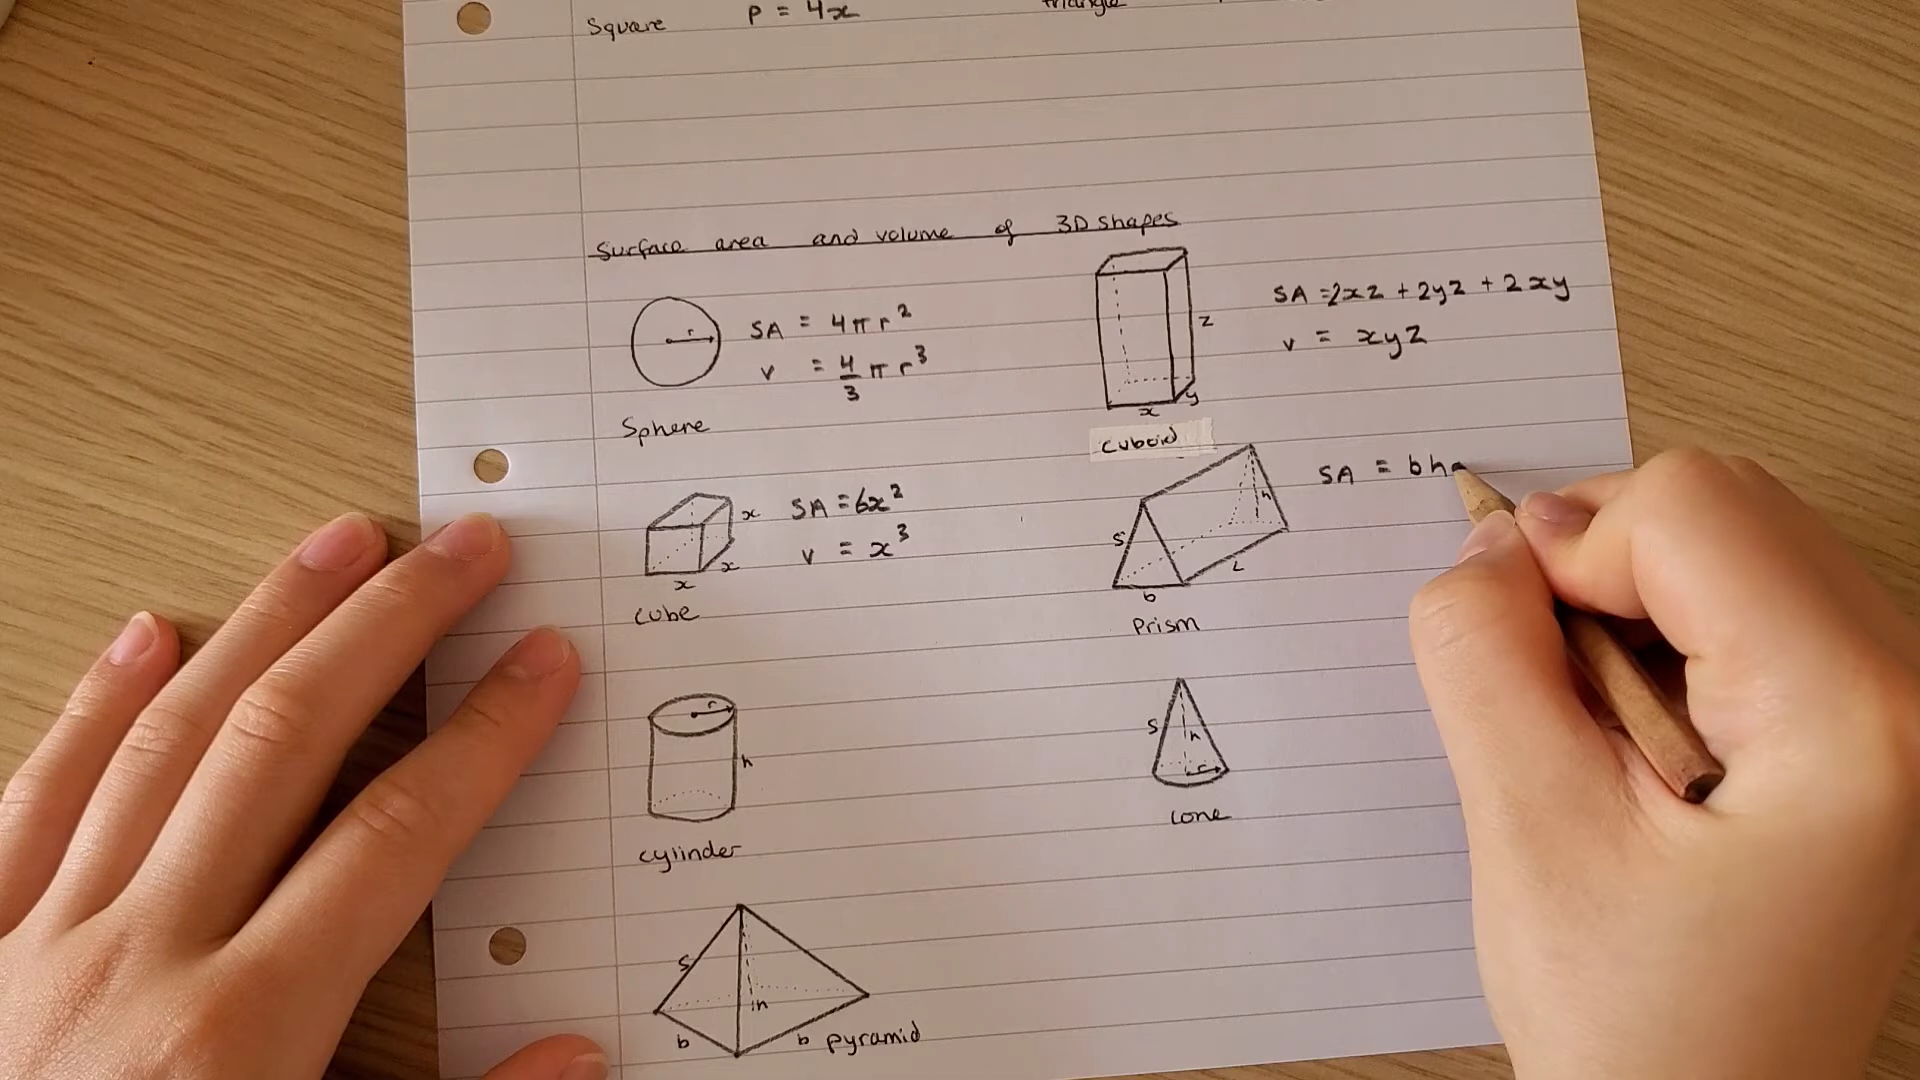 Square P = 4x triangle
Surface area and volume of 3D shapes
r
SA = 4πr²
v = 4/3 πr³
Sphere
z
y
x
SA = 2xz + 2yz + 2xy
v = xyz
cuboid
x
x
x
SA = 6x²
v = x³
cube
h
S
L
b
SA = bh
Prism
r
h
cylinder
S
h
r
cone
S
h
b
b
pyramid